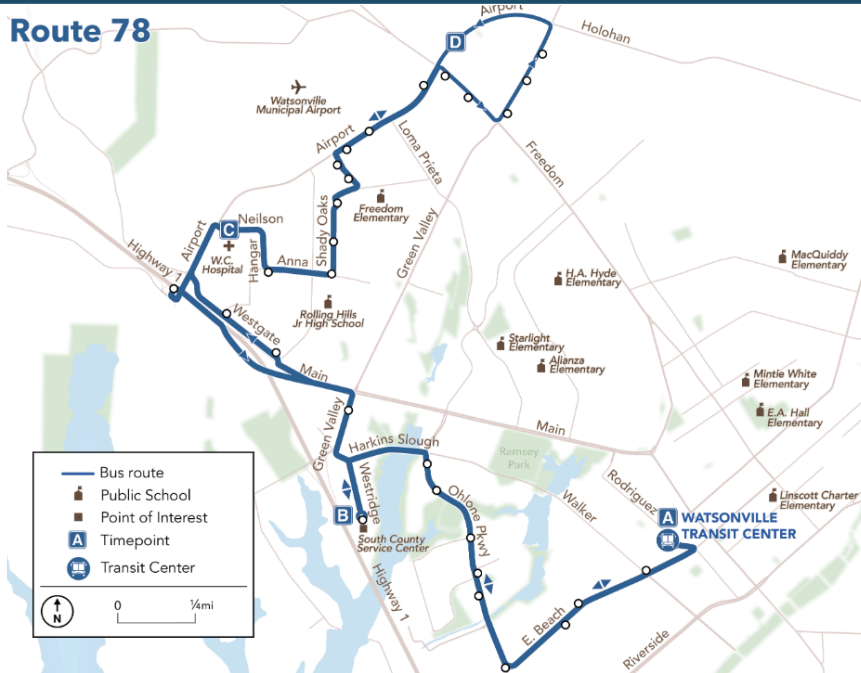 Route 78
Airport
Holohan
D
Watsonville
Municipal Airport
Airport
Loma Prieta
Freedom
Freedom
Elementary
Shady Oaks
Green Valley
C
Neilson
W.C.
Hospital
Hangar
Anna
Airport
Highway 1
MacQuiddy
Elementary
H.A. Hyde
Elementary
Rolling Hills
Jr High School
Westgate
Starlight
Elementary
Alianza
Elementary
Main
Mintie White
Elementary
E.A. Hall
Elementary
Main
Green Valley
Harkins Slough
Ramsey
Park
Westridge
Walker
Rodriguez
Linscott Charter
Elementary
Ohlone Pkwy
B
South County
Service Center
A
WATSONVILLE
TRANSIT CENTER
Highway 1
E. Beach
Riverside
Bus route
Public School
Point of Interest
A
Timepoint
Transit Center
N
0
¼mi